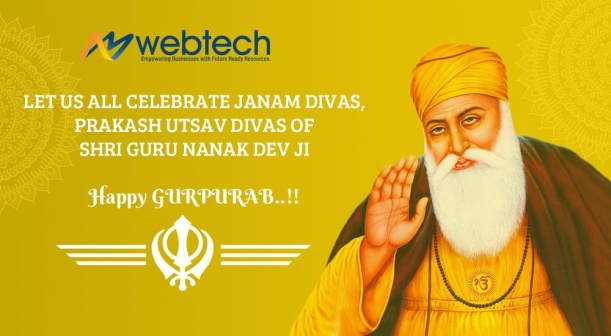 AM webtech
Empowering Businesses with Future Ready Resources.
LET US ALL CELEBRATE JANAM DIVAS,
PRAKASH UTSAV DIVAS OF
SHRI GURU NANAK DEV JI
Happy GURPURAB..!!
ੴ